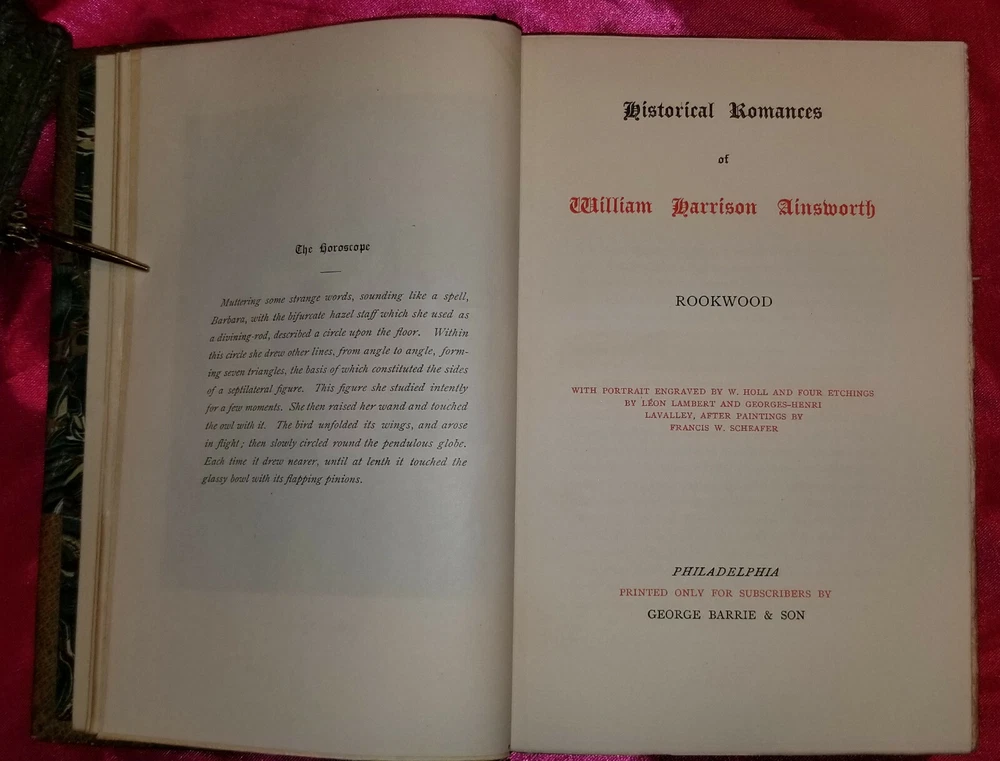 The Horoscope
Muttering some strange words, sounding like a spell,
Barbara, with the bifurcate hazel staff which she used as
a divining-rod, described a circle upon the floor. Within
this circle she drew other lines, from angle to angle, form-
ing seven triangles, the basis of which constituted the sides
of a septilateral figure. This figure she studied intently
for a few moments. She then raised her wand and touched
the owl with it. The bird unfolded its wings, and arose
in flight; then slowly circled round the pendulous globe.
Each time it drew nearer, until at lenth it touched the
glassy bowl with its flapping pinions.
Historical Romances
of
William Harrison Ainsworth
ROOKWOOD
WITH PORTRAIT ENGRAVED BY W. HOLL AND FOUR ETCHINGS
BY LÉON LAMBERT AND GEORGES-HENRI
LAVALLEY, AFTER PAINTINGS BY
FRANCIS W. SCHEAFER
PHILADELPHIA
PRINTED ONLY FOR SUBSCRIBERS BY
GEORGE BARRIE & SON